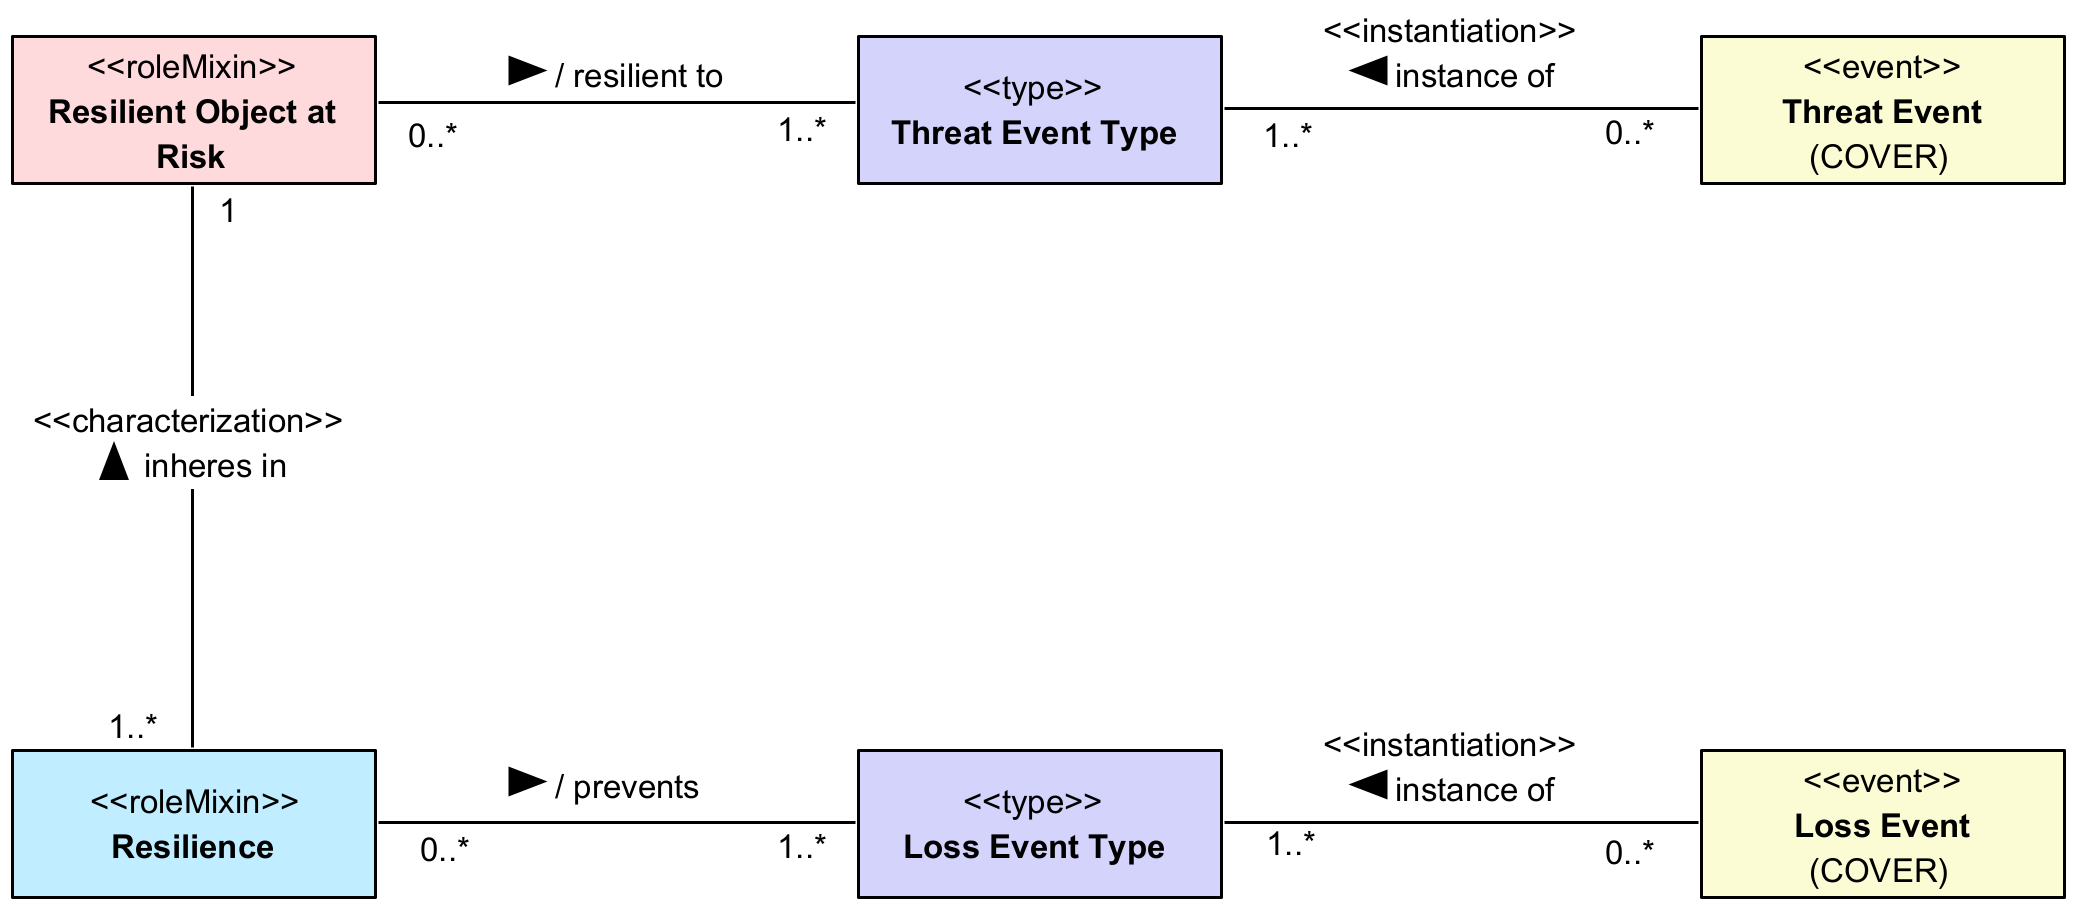 <<roleMixin>>
Resilient Object at
Risk
/ resilient to
0..*
1..*
<<type>>
Threat Event Type
<<instantiation>>
instance of
1..*
0..*
<<event>>
Threat Event
(COVER)
1
<<characterization>>
inheres in
1..*
<<roleMixin>>
Resilience
/ prevents
0..*
1..*
<<type>>
Loss Event Type
<<instantiation>>
instance of
1..*
0..*
<<event>>
Loss Event
(COVER)